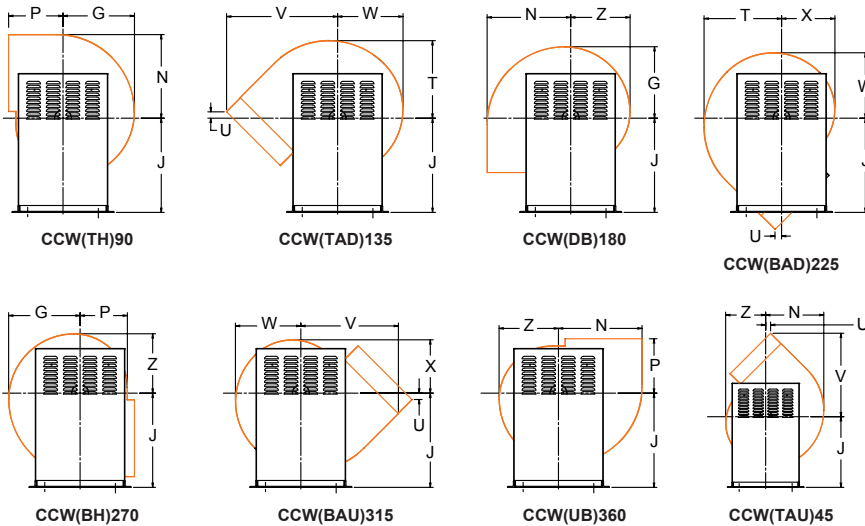 P G V W N Z T X
N T G W
J U J J J
U
CCW(TH)90 CCW(TAD)135 CCW(DB)180
CCW(BAD)225
G P W V Z N Z N U
Z X P V
J U J J J
CCW(BH)270 CCW(BAU)315 CCW(UB)360 CCW(TAU)45